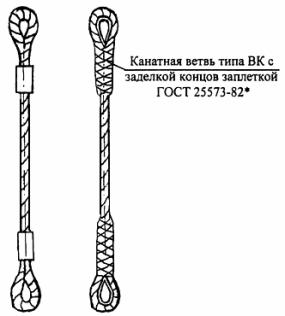 Канатная ветвь типа ВК с
заделкой концов заплеткой
ГОСТ 25573-82*